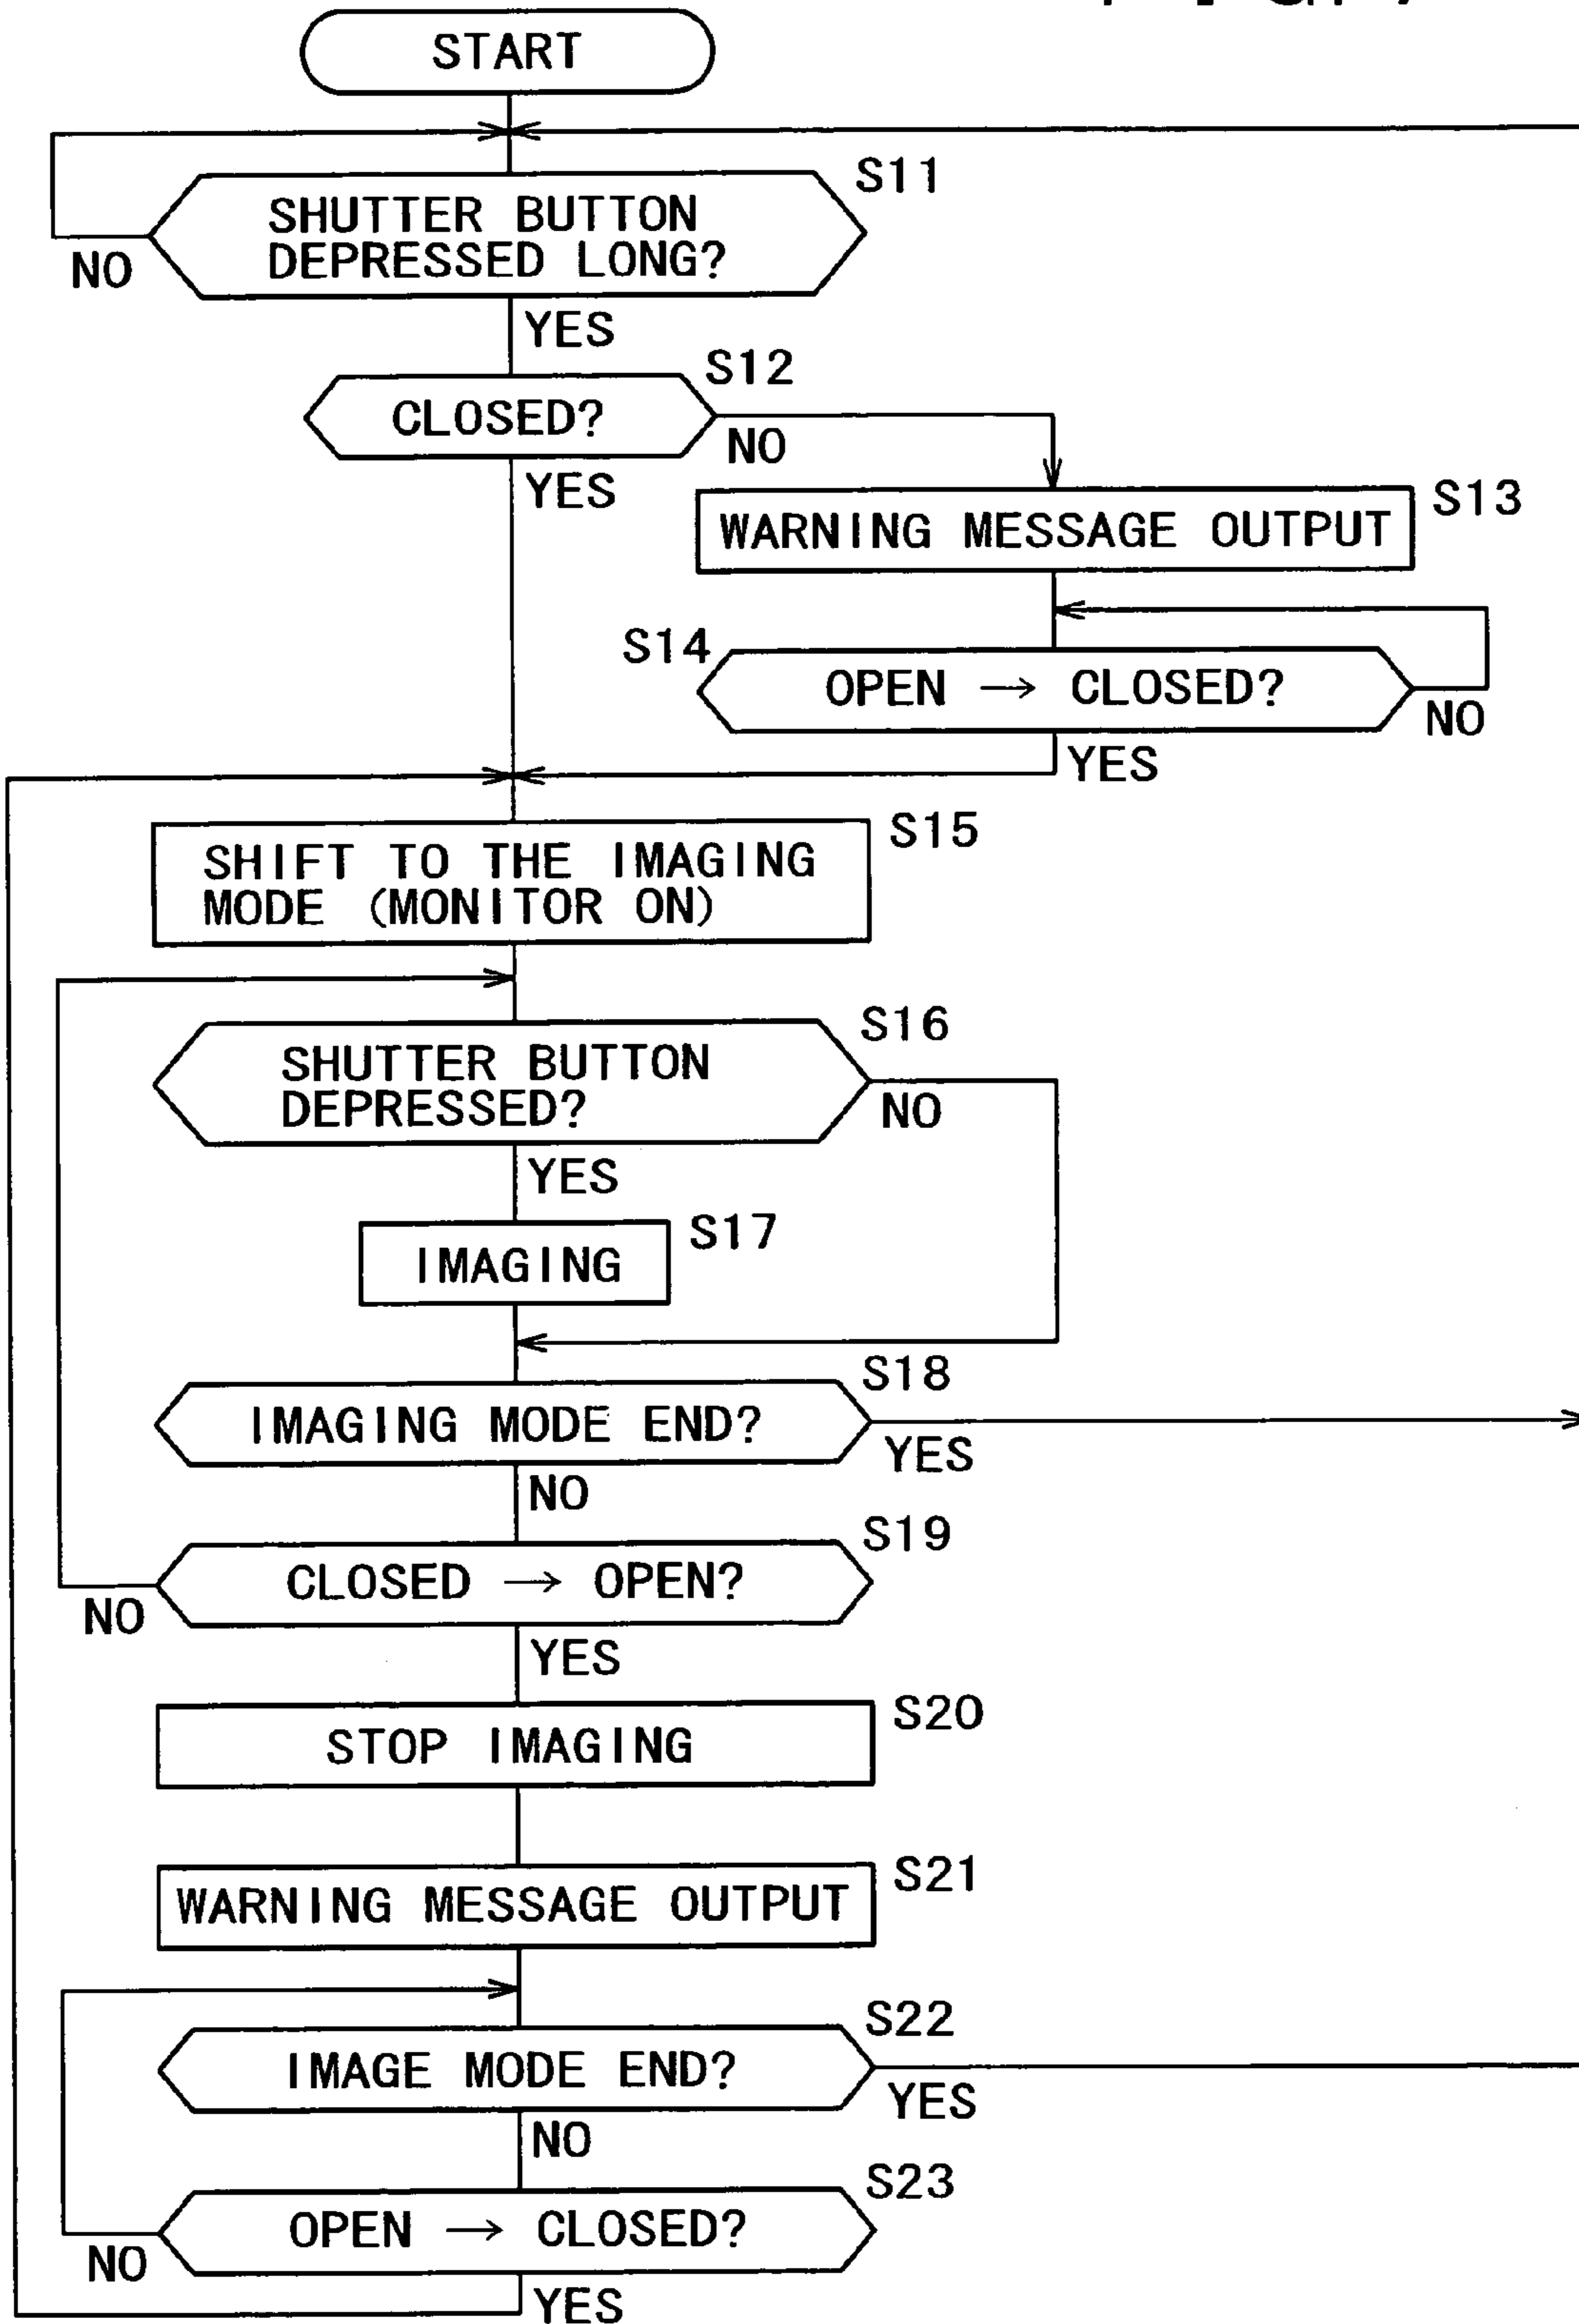 START
S11
SHUTTER BUTTON
DEPRESSED LONG?
NO
YES
S12
CLOSED?
NO
YES
S13
WARNING MESSAGE OUTPUT
S14
OPEN → CLOSED?
NO
YES
S15
SHIFT TO THE IMAGING
MODE (MONITOR ON)
S16
SHUTTER BUTTON
DEPRESSED?
NO
YES
S17
IMAGING
S18
IMAGING MODE END?
YES
NO
S19
CLOSED → OPEN?
NO
YES
S20
STOP IMAGING
S21
WARNING MESSAGE OUTPUT
S22
IMAGE MODE END?
YES
NO
S23
OPEN → CLOSED?
NO
YES